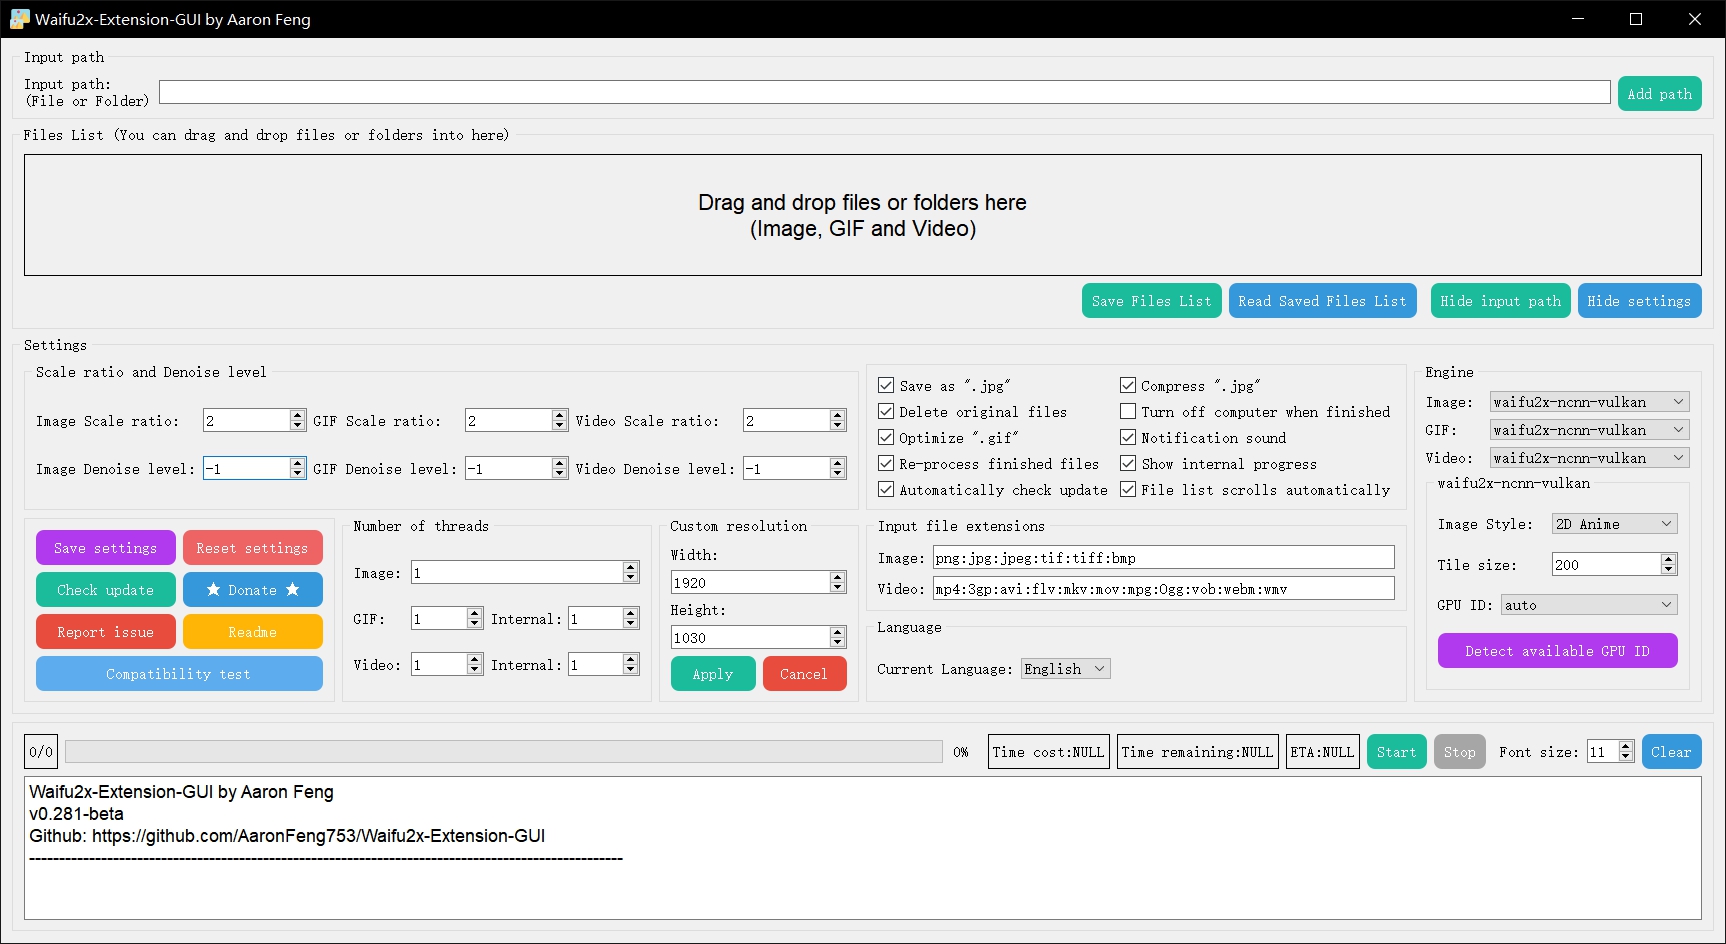 Waifu2x-Extension-GUI by Aaron Feng
Input path
Input path:
(File or Folder)
Add path
Files List (You can drag and drop files or folders into here)
Drag and drop files or folders here
(Image, GIF and Video)
Save Files List
Read Saved Files List
Hide input path
Hide settings
Settings
Scale ratio and Denoise level
Image Scale ratio: 2
GIF Scale ratio: 2
Video Scale ratio: 2
Image Denoise level: -1
GIF Denoise level: -1
Video Denoise level: -1
Save as ".jpg"
Compress ".jpg"
Delete original files
Turn off computer when finished
Optimize ".gif"
Notification sound
Re-process finished files
Show internal progress
Automatically check update
File list scrolls automatically
Engine
Image: waifu2x-ncnn-vulkan
GIF: waifu2x-ncnn-vulkan
Video: waifu2x-ncnn-vulkan
waifu2x-ncnn-vulkan
Image Style: 2D Anime
Tile size: 200
GPU ID: auto
Detect available GPU ID
Save settings
Reset settings
Check update
★ Donate ★
Report issue
Readme
Compatibility test
Number of threads
Image: 1
GIF: 1
Internal: 1
Video: 1
Internal: 1
Custom resolution
Width:
1920
Height:
1030
Apply
Cancel
Input file extensions
Image: png:jpg:jpeg:tif:tiff:bmp
Video: mp4:3gp:avi:flv:mkv:mov:mpg:Ogg:vob:webm:wmv
Language
Current Language: English
0/0
0%
Time cost:NULL
Time remaining:NULL
ETA:NULL
Start
Stop
Font size: 11
Clear
Waifu2x-Extension-GUI by Aaron Feng
v0.281-beta
Github: https://github.com/AaronFeng753/Waifu2x-Extension-GUI
---------------------------------------------------------------------------------------------------